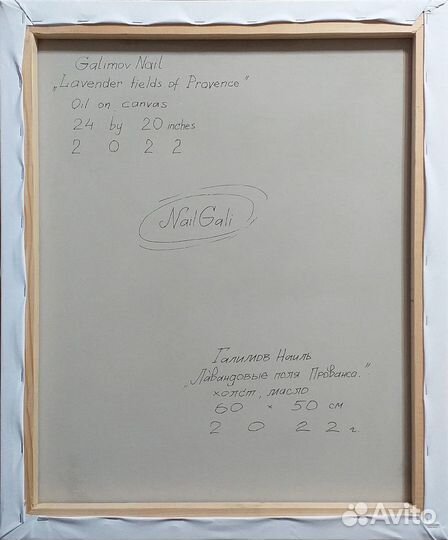 Galimov Nail
„Lavender fields of Provence"
Oil on canvas
24 by 20 inches
2 0 2 2
NailGali
Галимов Наиль
„Лавандовые поля Прованса."
холст, масло
60 × 50 см
2 0 2 2 г.
Avito